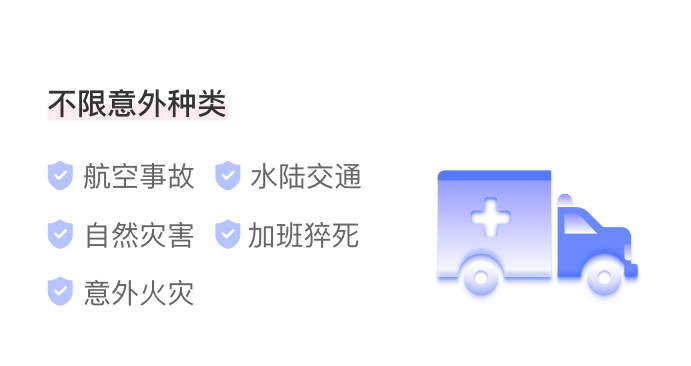 不限意外种类
航空事故 水陆交通
自然灾害 加班猝死
意外火灾